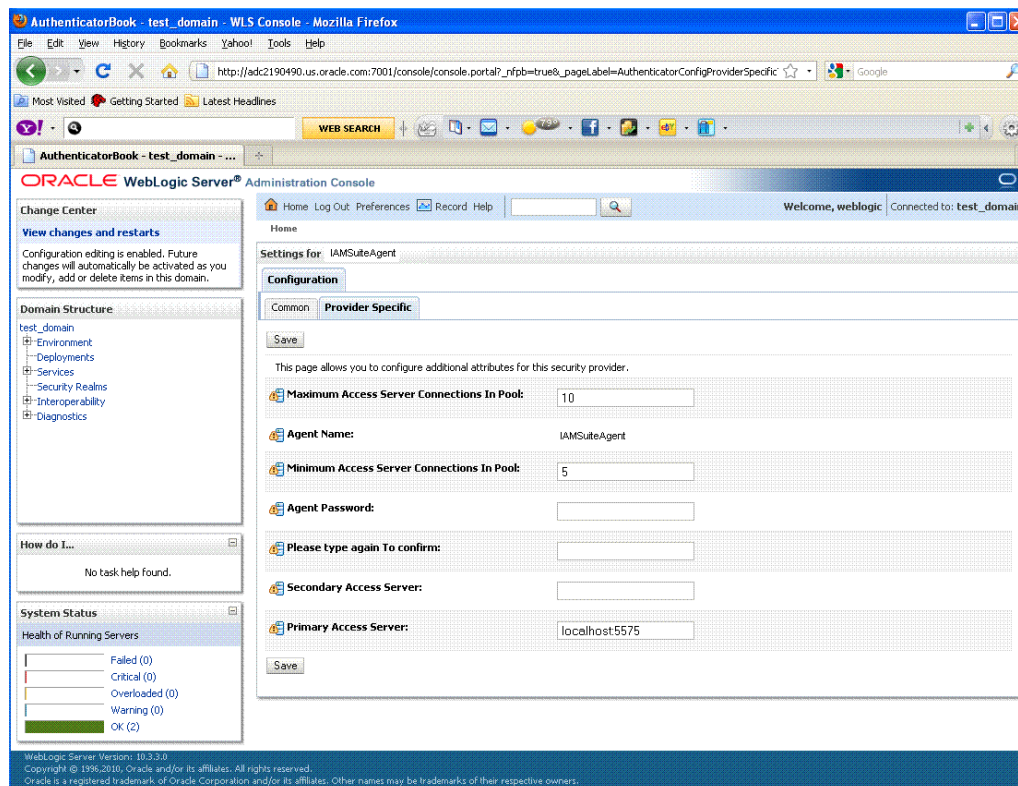 AuthenticatorBook - test_domain - WLS Console - Mozilla Firefox
File Edit View History Bookmarks Yahoo! Tools Help
http://adc2190490.us.oracle.com:7001/console/console.portal?_nfpb=true&_pageLabel=AuthenticatorConfigProviderSpecific
Google
Most Visited Getting Started Latest Headlines
Y! WEB SEARCH
AuthenticatorBook - test_domain - ...
ORACLE WebLogic Server® Administration Console
Change Center
View changes and restarts
Configuration editing is enabled. Future
changes will automatically be activated as you
modify, add or delete items in this domain.
Domain Structure
test_domain
Environment
Deployments
Services
Security Realms
Interoperability
Diagnostics
How do I...
No task help found.
System Status
Health of Running Servers
Failed (0)
Critical (0)
Overloaded (0)
Warning (0)
OK (2)
Home Log Out Preferences Record Help
Welcome, weblogic Connected to: test_domain
Home
Settings for IAMSuiteAgent
Configuration
Common Provider Specific
Save
This page allows you to configure additional attributes for this security provider.
Maximum Access Server Connections In Pool: 10
Agent Name: IAMSuiteAgent
Minimum Access Server Connections In Pool: 5
Agent Password:
Please type again To confirm:
Secondary Access Server:
Primary Access Server: localhost:5575
Save
WebLogic Server Version: 10.3.3.0
Copyright © 1996,2010, Oracle and/or its affiliates. All rights reserved.
Oracle is a registered trademark of Oracle Corporation and/or its affiliates. Other names may be trademarks of their respective owners.